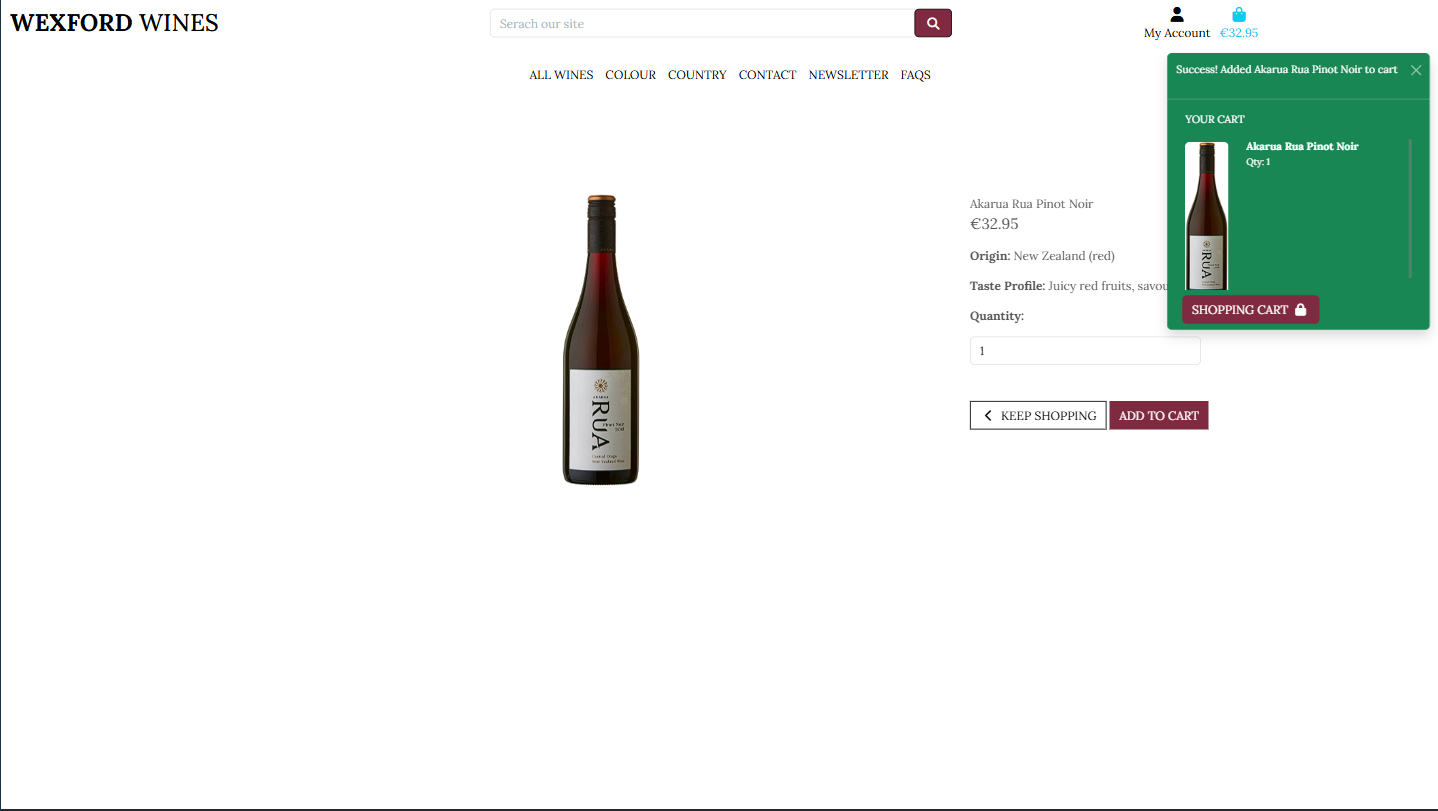 WEXFORD WINES
Serach our site
My Account
€32.95
ALL WINES COLOUR COUNTRY CONTACT NEWSLETTER FAQS
Success! Added Akarua Rua Pinot Noir to cart
YOUR CART
Akarua Rua Pinot Noir
Qty: 1
RUA
SHOPPING CART
Akarua Rua Pinot Noir
€32.95
Origin: New Zealand (red)
Taste Profile: Juicy red fruits, savou
Quantity:
1
KEEP SHOPPING
ADD TO CART
AKARUA
RUA
Pinot Noir
Central Otago
New Zealand Wine